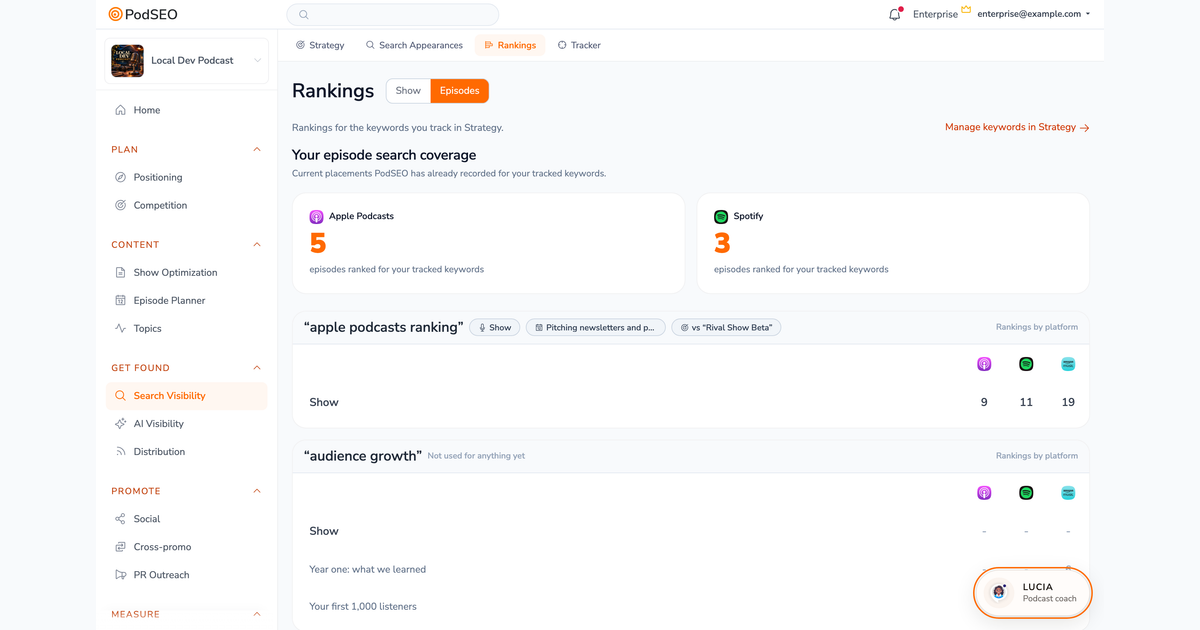 PodSEO
Enterprise
enterprise@example.com
Local Dev Podcast
Home
PLAN
Positioning
Competition
CONTENT
Show Optimization
Episode Planner
Topics
GET FOUND
Search Visibility
AI Visibility
Distribution
PROMOTE
Social
Cross-promo
PR Outreach
MEASURE
Strategy
Search Appearances
Rankings
Tracker
Rankings
Show
Episodes
Rankings for the keywords you track in Strategy.
Manage keywords in Strategy →
Your episode search coverage
Current placements PodSEO has already recorded for your tracked keywords.
Apple Podcasts
5
episodes ranked for your tracked keywords
Spotify
3
episodes ranked for your tracked keywords
“apple podcasts ranking”
Show
Pitching newsletters and p...
vs “Rival Show Beta”
Rankings by platform
Show
9
11
19
“audience growth”
Not used for anything yet
Rankings by platform
Show
-
-
-
Year one: what we learned
Your first 1,000 listeners
LUCIA
Podcast coach